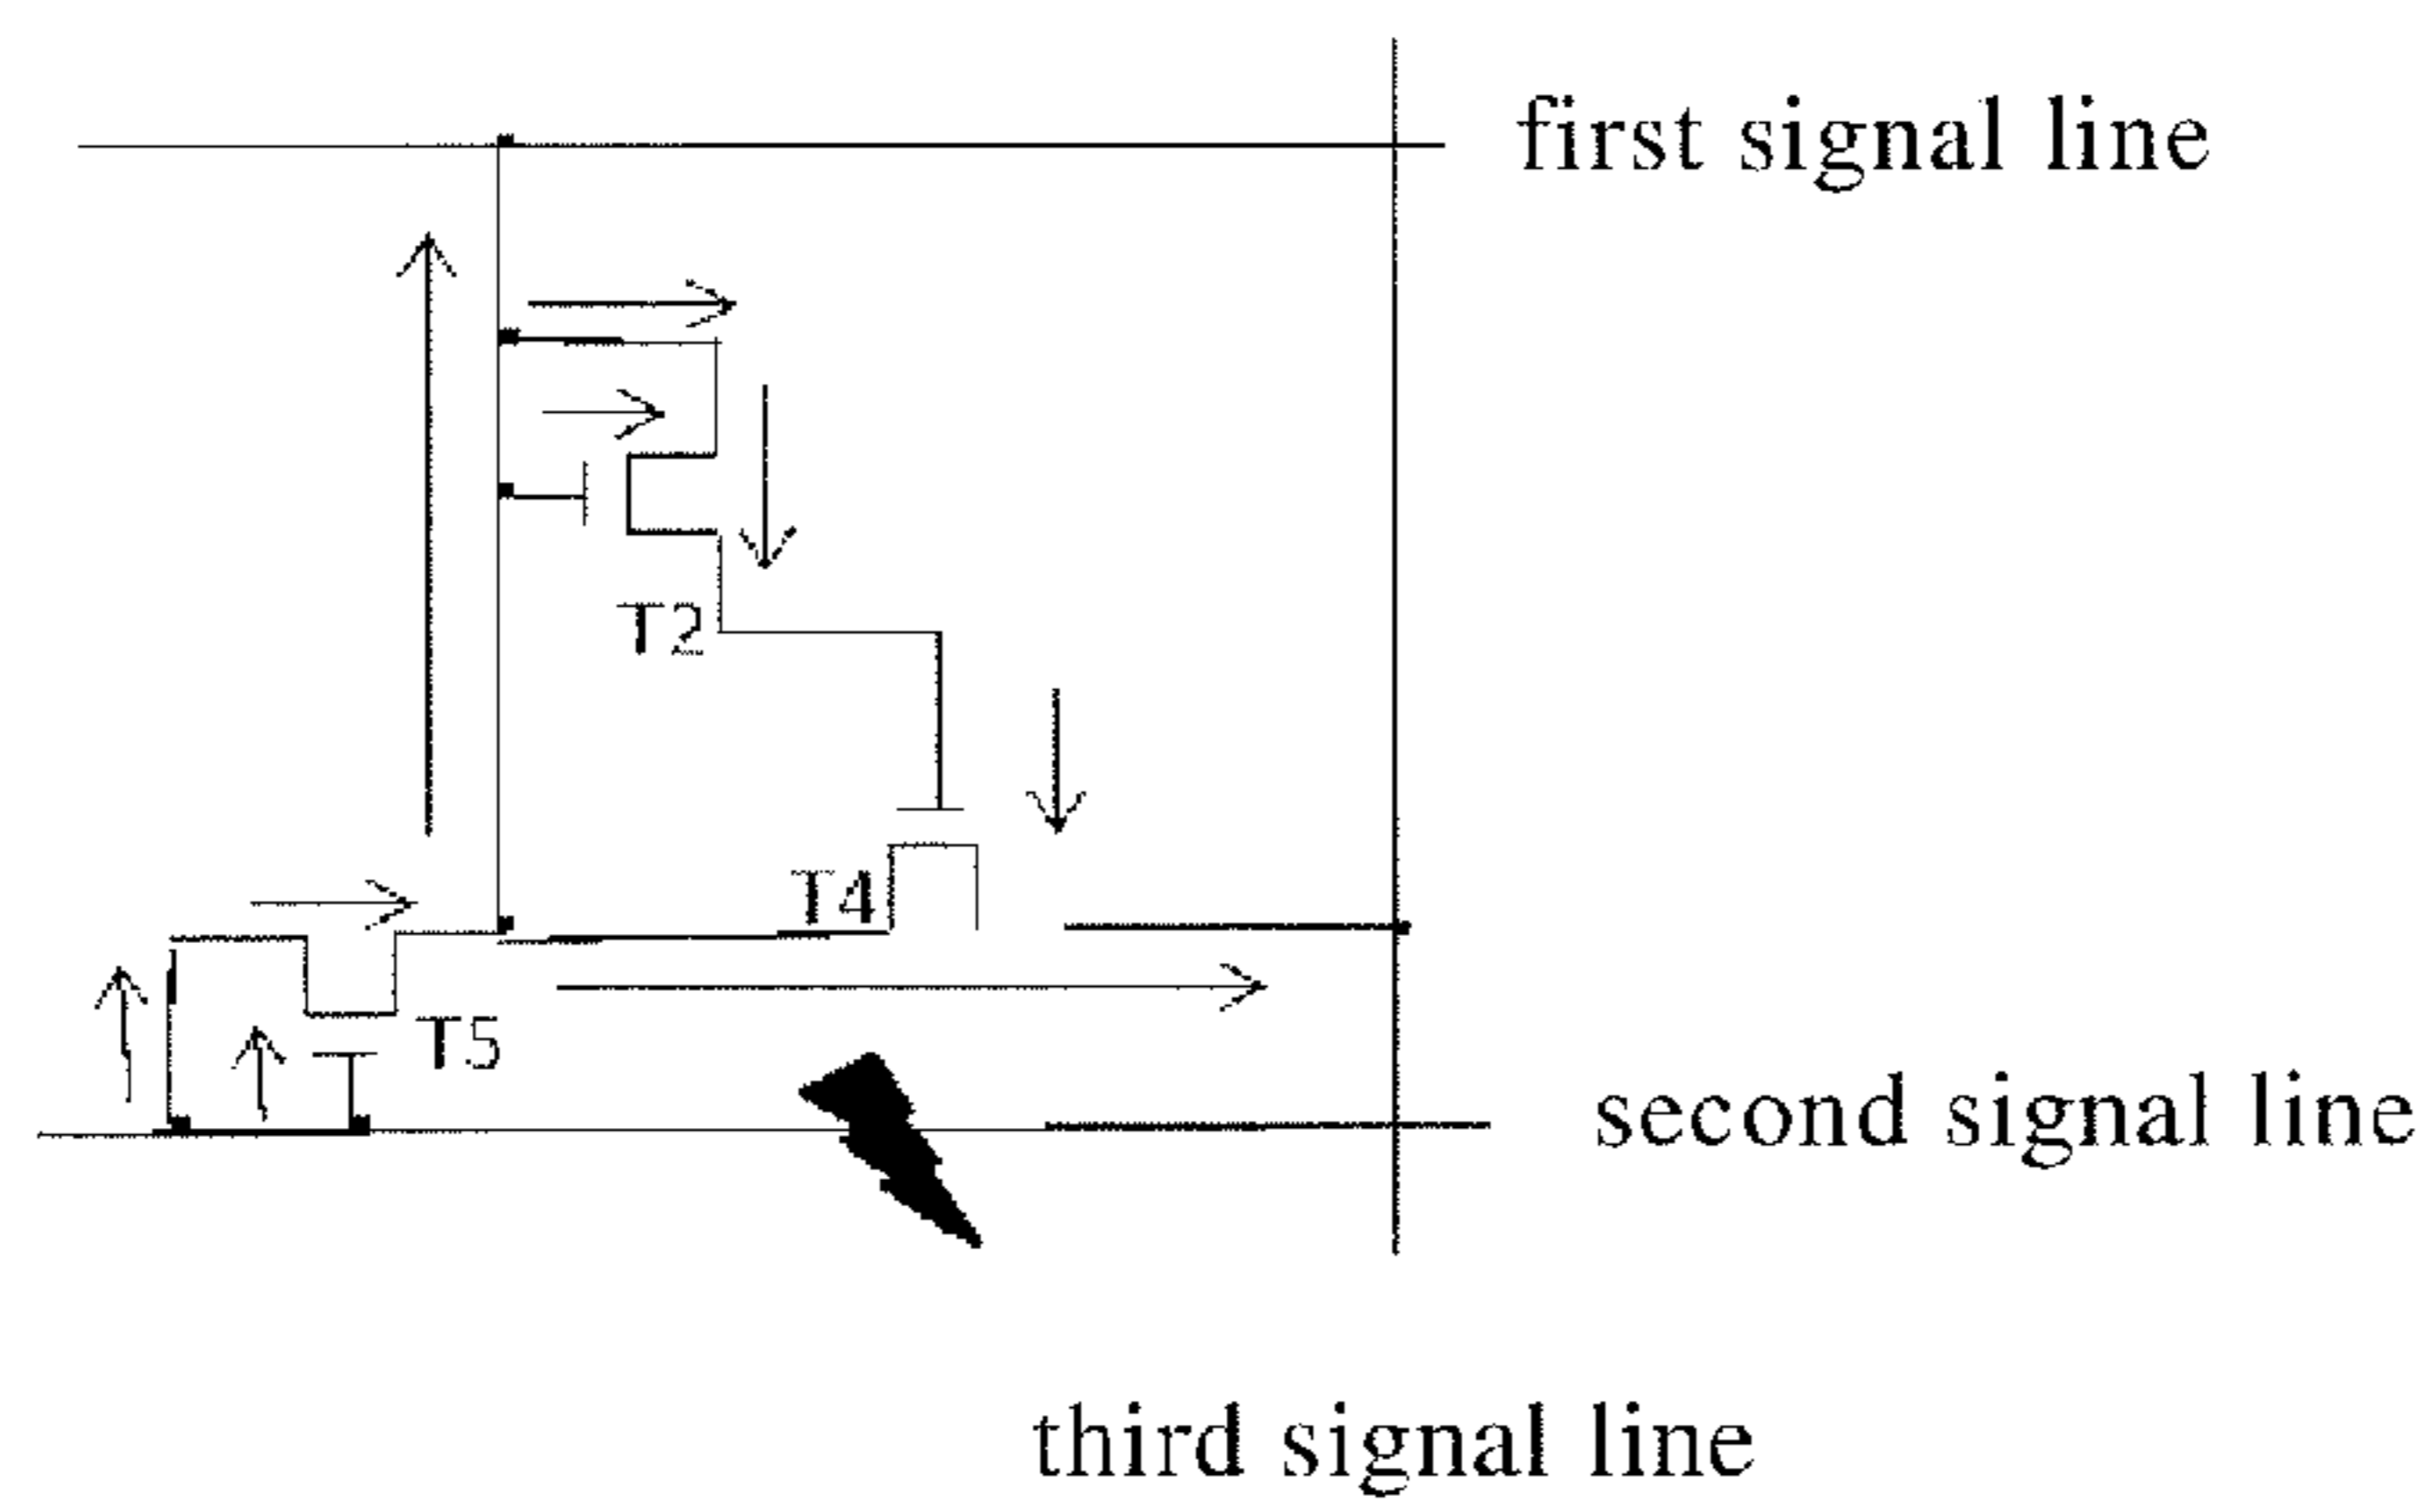 first signal line
T2
T4
T5
second signal line
third signal line